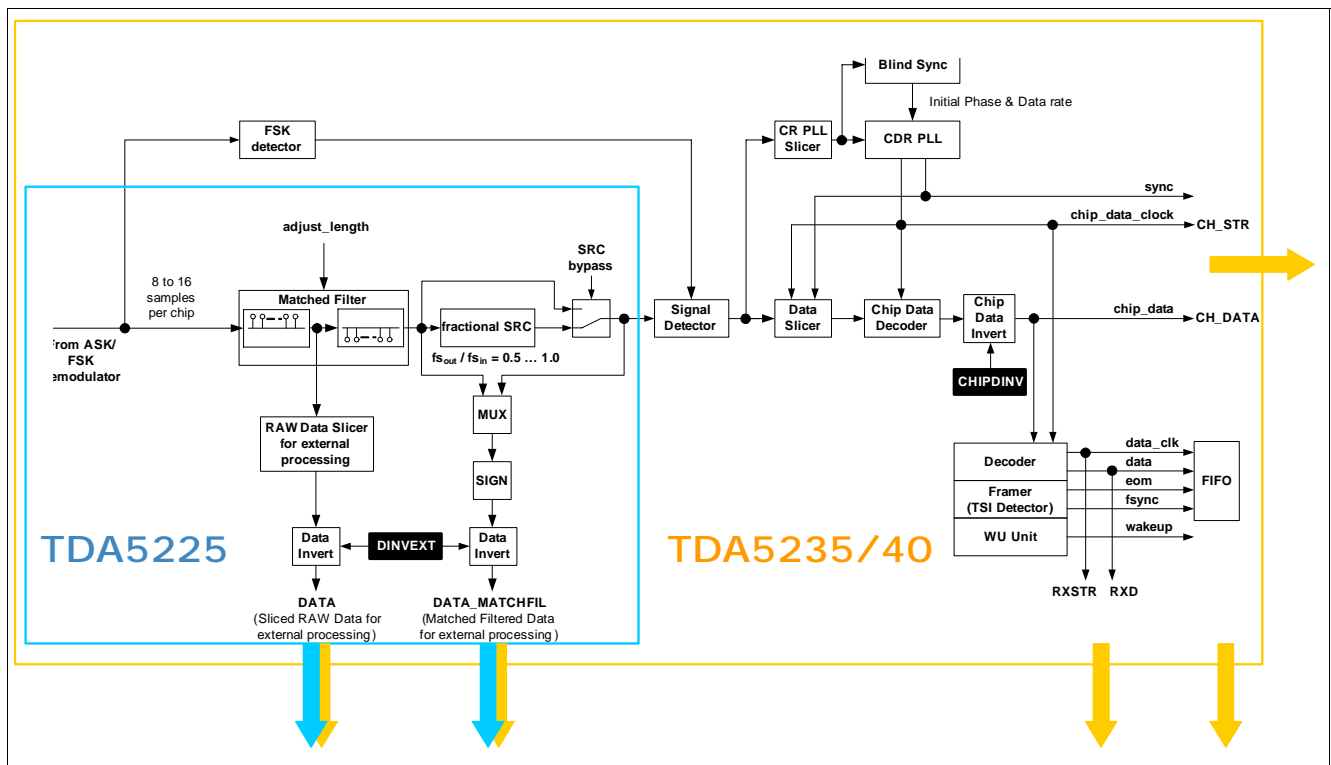 Blind Sync
Initial Phase & Data rate
FSK
detector
CR PLL
Slicer
CDR PLL
sync
adjust_length
chip_data_clock
CH_STR
SRC
bypass
8 to 16
samples
per chip
Matched Filter
fractional SRC
Signal
Detector
Data
Slicer
Chip Data
Decoder
Chip
Data
Invert
chip_data
CH_DATA
From ASK/
FSK
emodulator
fsout / fsin = 0.5 ... 1.0
CHIPDINV
MUX
RAW Data Slicer
for external
processing
SIGN
Decoder
Framer
(TSI Detector)
WU Unit
data_clk
data
eom
fsync
wakeup
FIFO
TDA5225
Data
Invert
DINVEXT
Data
Invert
TDA5235/40
RXSTR RXD
DATA
(Sliced RAW Data for
external processing)
DATA_MATCHFIL
(Matched Filtered Data
for external processing)